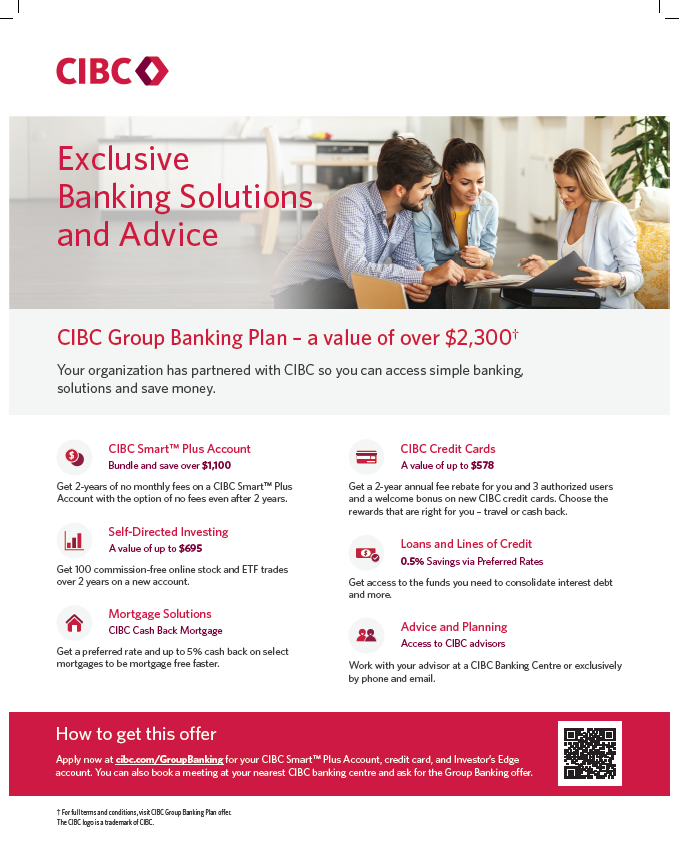 CIBC
Exclusive
Banking Solutions
and Advice
CIBC Group Banking Plan – a value of over $2,300†
Your organization has partnered with CIBC so you can access simple banking,
solutions and save money.
CIBC Smart™ Plus Account
Bundle and save over $1,100
Get 2-years of no monthly fees on a CIBC Smart™ Plus
Account with the option of no fees even after 2 years.
Self-Directed Investing
A value of up to $695
Get 100 commission-free online stock and ETF trades
over 2 years on a new account.
Mortgage Solutions
CIBC Cash Back Mortgage
Get a preferred rate and up to 5% cash back on select
mortgages to be mortgage free faster.
CIBC Credit Cards
A value of up to $578
Get a 2-year annual fee rebate for you and 3 authorized users
and a welcome bonus on new CIBC credit cards. Choose the
rewards that are right for you – travel or cash back.
Loans and Lines of Credit
0.5% Savings via Preferred Rates
Get access to the funds you need to consolidate interest debt
and more.
Advice and Planning
Access to CIBC advisors
Work with your advisor at a CIBC Banking Centre or exclusively
by phone and email.
How to get this offer
Apply now at cibc.com/GroupBanking for your CIBC Smart™ Plus Account, credit card, and Investor's Edge
account. You can also book a meeting at your nearest CIBC banking centre and ask for the Group Banking offer.
† For full terms and conditions, visit CIBC Group Banking Plan offer.
The CIBC logo is a trademark of CIBC.